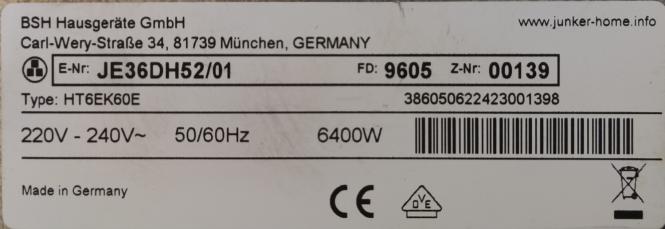 BSH Hausgeräte GmbH www.junker-home.info
Carl-Wery-Straße 34, 81739 München, GERMANY
E-Nr: JE36DH52/01 FD: 9605 Z-Nr: 00139
Type: HT6EK60E 386050622423001398
220V - 240V~ 50/60Hz 6400W
Made in Germany CE OVE